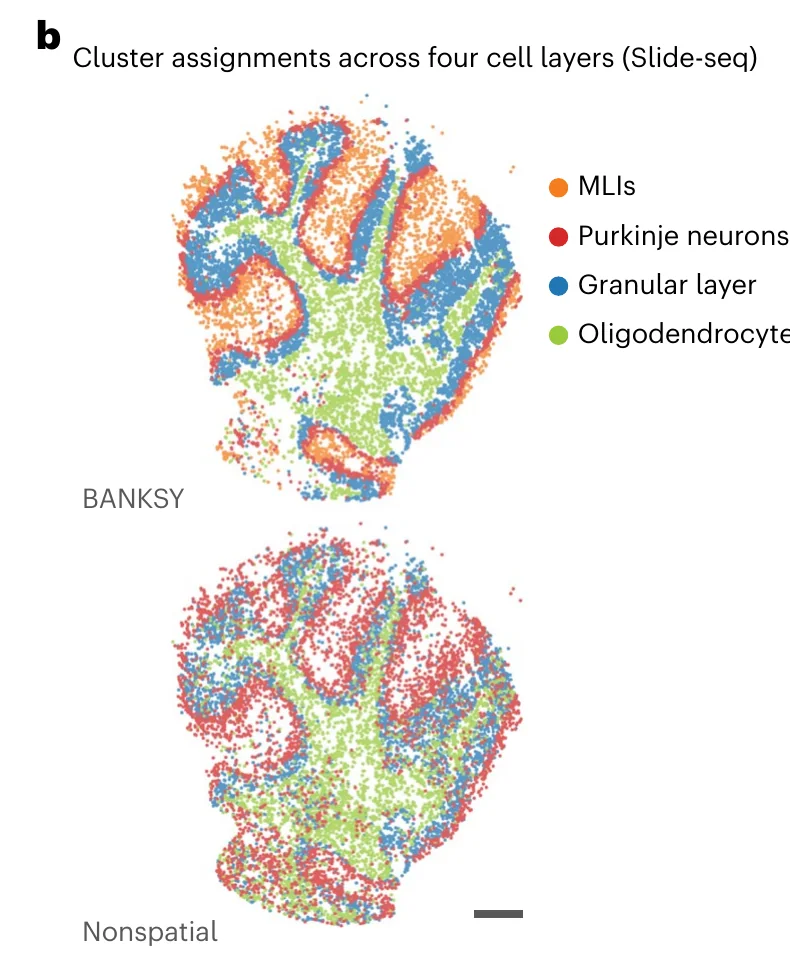 b
Cluster assignments across four cell layers (Slide-seq)
MLIs
Purkinje neurons
Granular layer
Oligodendrocyte
BANKSY
Nonspatial